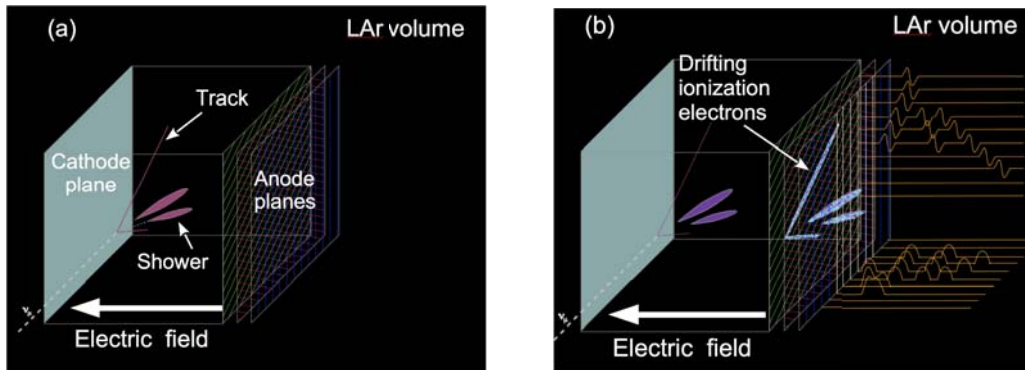 (a)
LAr volume
Track
Cathode
plane
Anode
planes
Shower
Electric field
(b)
LAr volume
Drifting
ionization
electrons
Electric field